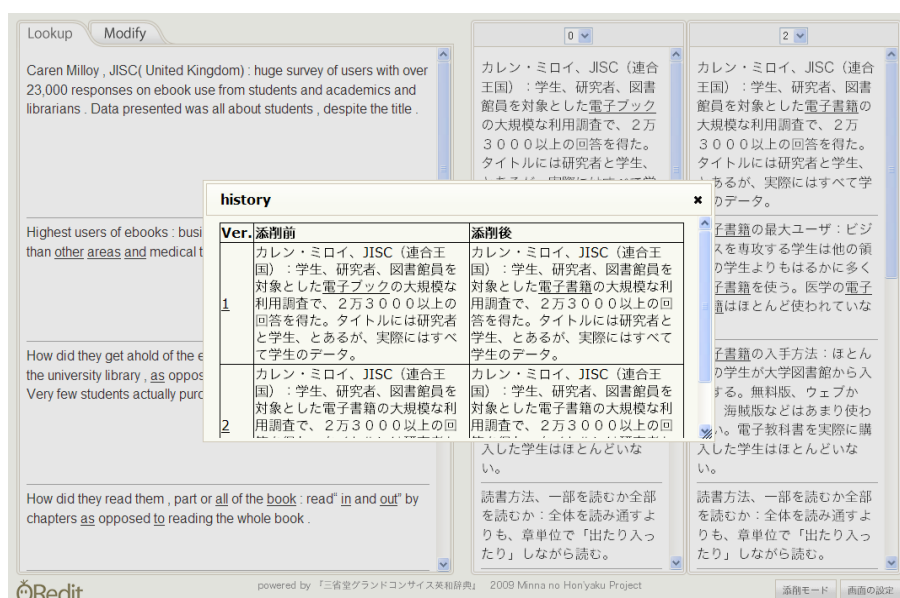 Lookup
Modify
Caren Milloy , JISC( United Kingdom) : huge survey of users with over
23,000 responses on ebook use from students and academics and
librarians . Data presented was all about students , despite the title .
Highest users of ebooks : busi
than other areas and medical t
How did they get ahold of the e
the university library , as oppos
Very few students actually purc
How did they read them , part or all of the book : read“ in and out” by
chapters as opposed to reading the whole book .
0
カレン・ミロイ、JISC（連合
王国）：学生、研究者、図書
館員を対象とした電子ブック
の大規模な利用調査で、２万
３０００以上の回答を得た。
タイトルには研究者と学生、
入した学生はほとんどいな
い。
読書方法、一部を読むか全部
を読むか：全体を読み通すよ
りも、章単位で「出たり入っ
たり」しながら読む。
2
カレン・ミロイ、JISC（連合
王国）：学生、研究者、図書
館員を対象とした電子書籍の
大規模な利用調査で、２万
３０００以上の回答を得た。
タイトルには研究者と学生、
とあるが、実際にはすべて学
のデータ。
子書籍の最大ユーザ：ビジ
スを専攻する学生は他の領
の学生よりもはるかに多く
子書籍を使う。医学の電子
籍はほとんど使われていな
子書籍の入手方法：ほとん
の学生が大学図書館から入
する。無料版、ウェブか
海賊版などはあまり使わ
い。電子教科書を実際に購
入した学生はほとんどいな
い。
読書方法、一部を読むか全部
を読むか：全体を読み通すよ
りも、章単位で「出たり入っ
たり」しながら読む。
history
Ver. 添削前 添削後
1
カレン・ミロイ、JISC（連合王
国）：学生、研究者、図書館員を
対象とした電子ブックの大規模な
利用調査で、２万３０００以上の
回答を得た。タイトルには研究者
と学生、とあるが、実際にはすべ
て学生のデータ。
カレン・ミロイ、JISC（連合王
国）：学生、研究者、図書館員を
対象とした電子書籍の大規模な利
用調査で、２万３０００以上の回
答を得た。タイトルには研究者と
学生、とあるが、実際にはすべて
学生のデータ。
2
カレン・ミロイ、JISC（連合王
国）：学生、研究者、図書館員を
対象とした電子書籍の大規模な利
用調査で、２万３０００以上の回
カレン・ミロイ、JISC（連合王
国）：学生、研究者、図書館員を
対象とした電子書籍の大規模な利
用調査で、２万３０００以上の回
QRedit
powered by 「三省堂グランドコンサイス英和辞典」 2009 Minna no Hon'yaku Project
添削モード
画面の設定